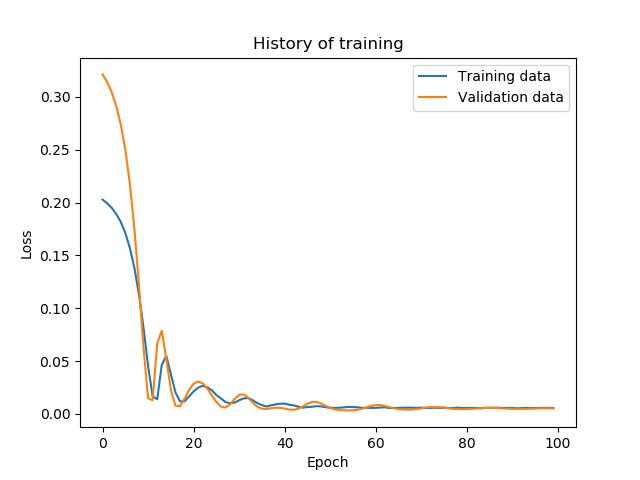 History of training
Training data
Validation data
0.30
0.25
0.20
0.15
0.10
0.05
0.00
Loss
0
20
40
60
80
100
Epoch